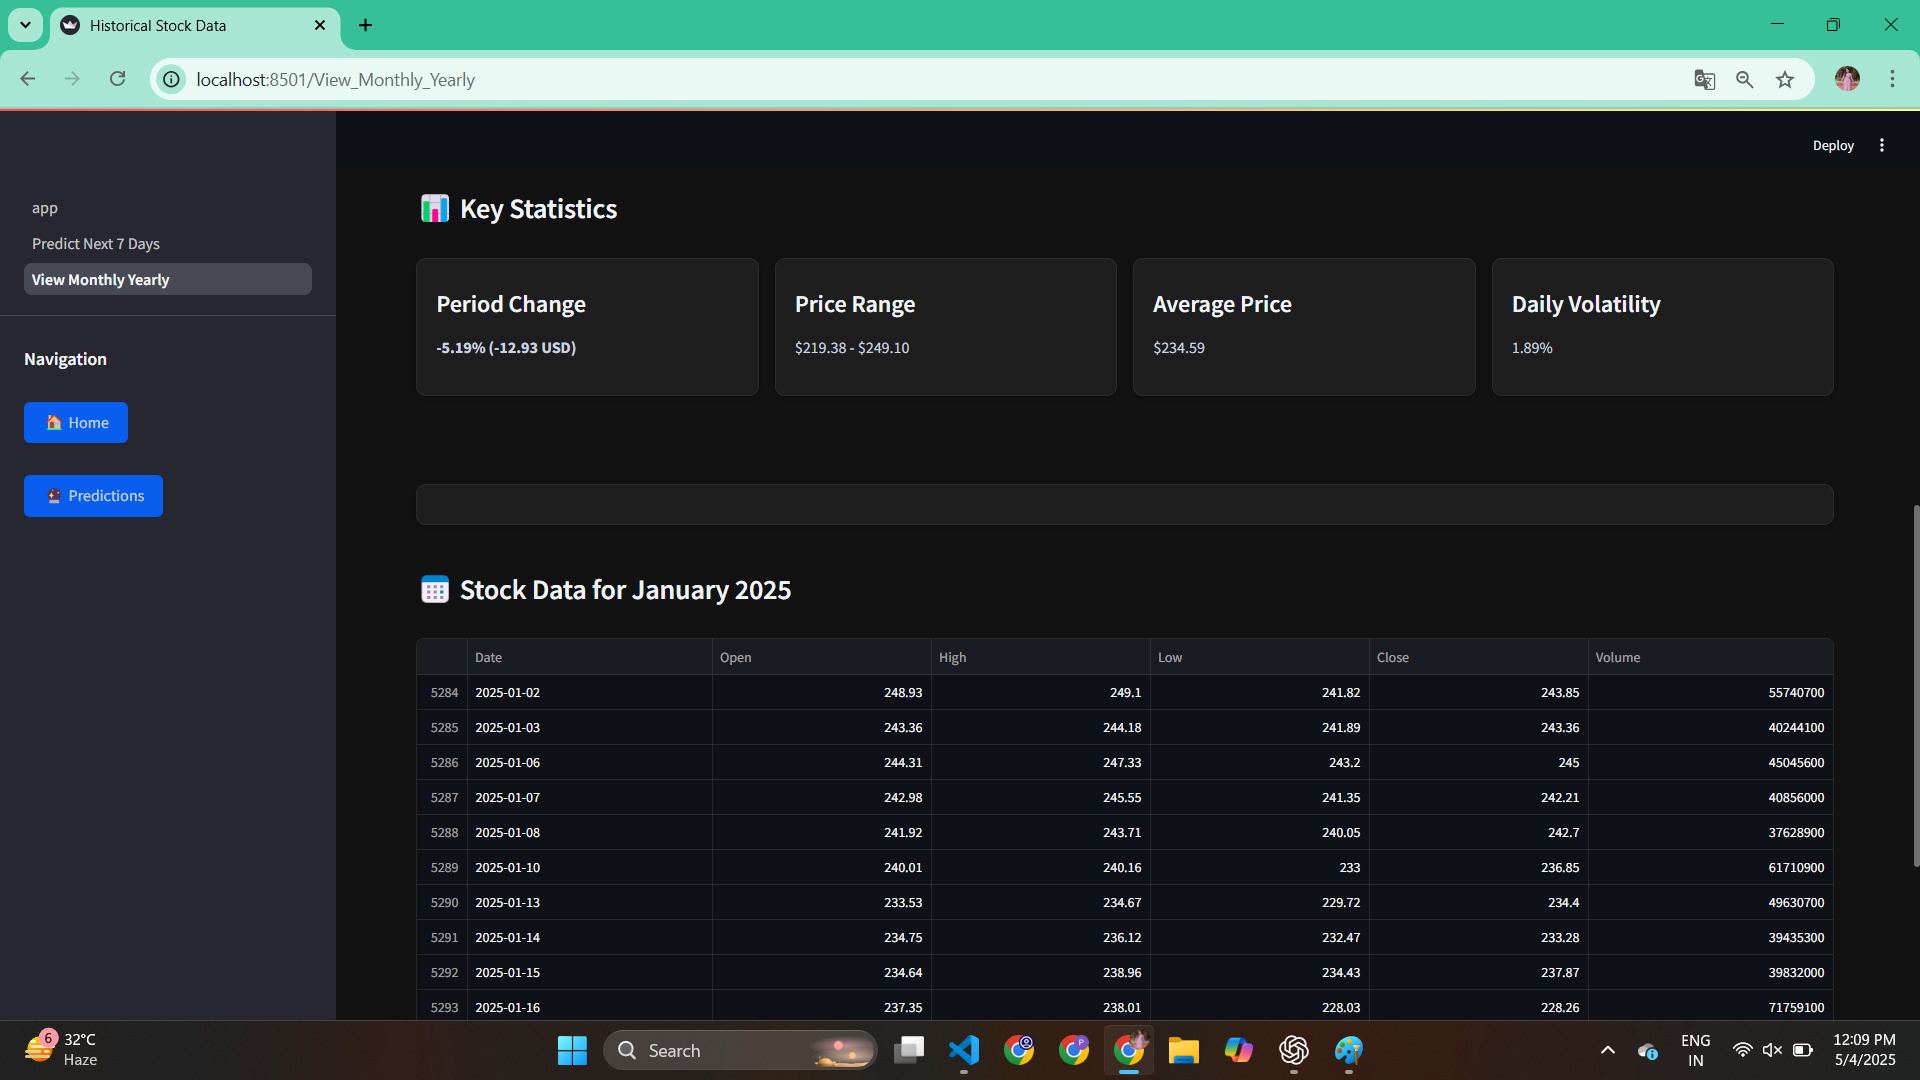 Historical Stock Data
localhost:8501/View_Monthly_Yearly
Deploy
app
Predict Next 7 Days
View Monthly Yearly
Navigation
Home
Predictions
Key Statistics
Period Change
-5.19% (-12.93 USD)
Price Range
$219.38 - $249.10
Average Price
$234.59
Daily Volatility
1.89%
Stock Data for January 2025
Date Open High Low Close Volume
5284 2025-01-02 248.93 249.1 241.82 243.85 55740700
5285 2025-01-03 243.36 244.18 241.89 243.36 40244100
5286 2025-01-06 244.31 247.33 243.2 245 45045600
5287 2025-01-07 242.98 245.55 241.35 242.21 40856000
5288 2025-01-08 241.92 243.71 240.05 242.7 37628900
5289 2025-01-10 240.01 240.16 233 236.85 61710900
5290 2025-01-13 233.53 234.67 229.72 234.4 49630700
5291 2025-01-14 234.75 236.12 232.47 233.28 39435300
5292 2025-01-15 234.64 238.96 234.43 237.87 39832000
5293 2025-01-16 237.35 238.01 228.03 228.26 71759100
6
32°C
Haze
Search
P
ENG
IN
12:09 PM
5/4/2025